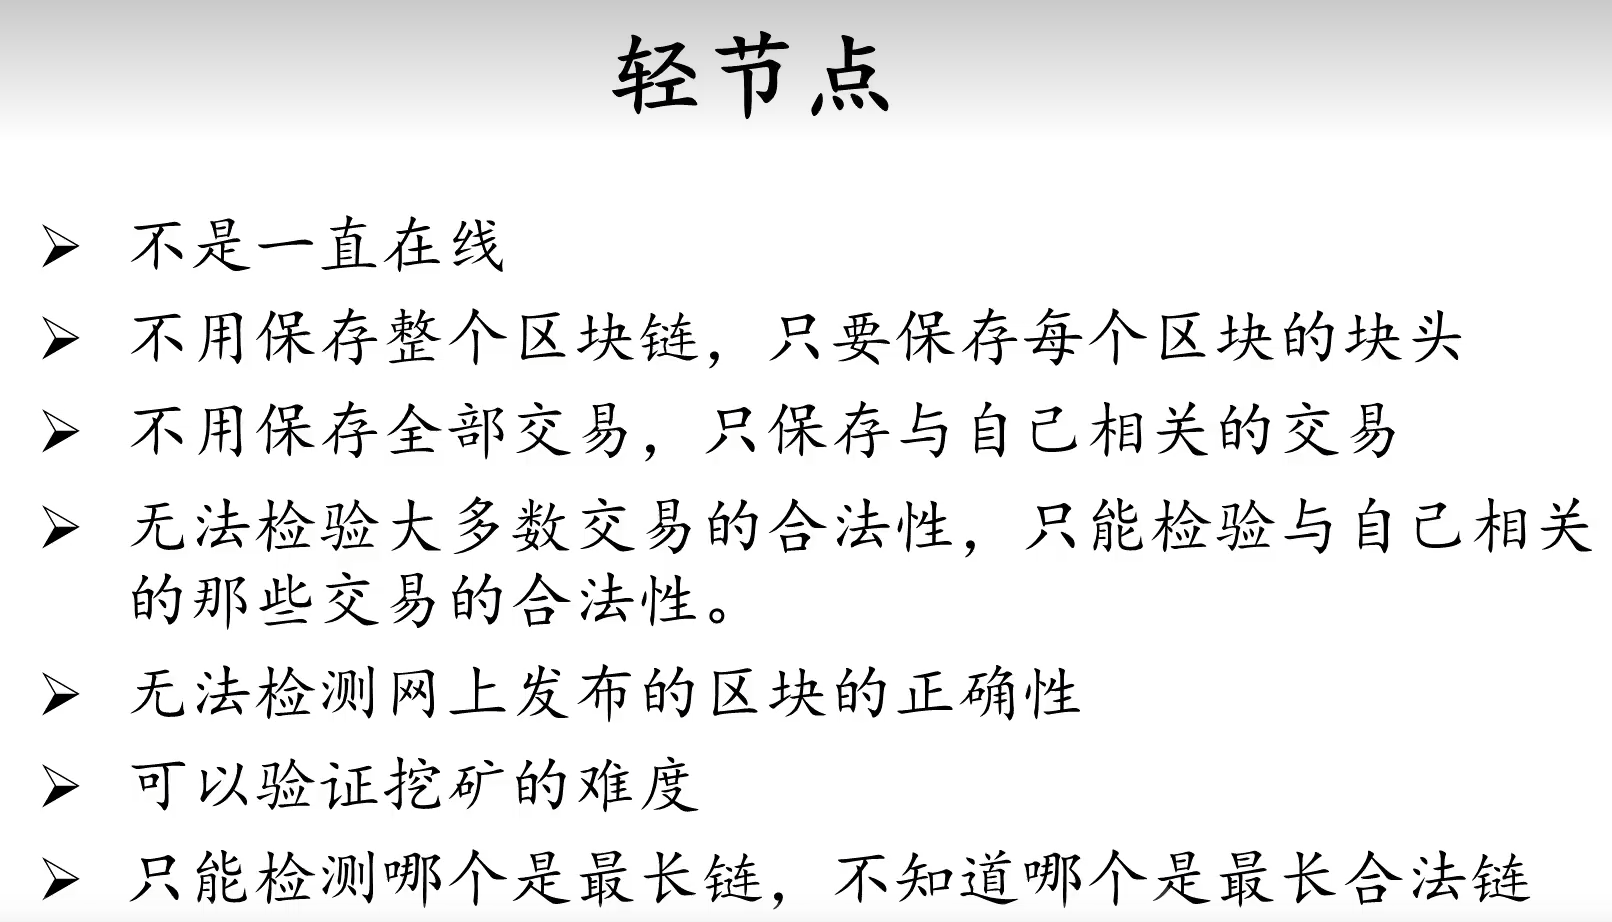 轻节点
➢ 不是一直在线
➢ 不用保存整个区块链，只要保存每个区块的块头
➢ 不用保存全部交易，只保存与自己相关的交易
➢ 无法检验大多数交易的合法性，只能检验与自己相关
的那些交易的合法性。
➢ 无法检测网上发布的区块的正确性
➢ 可以验证挖矿的难度
➢ 只能检测哪个是最长链，不知道哪个是最长合法链